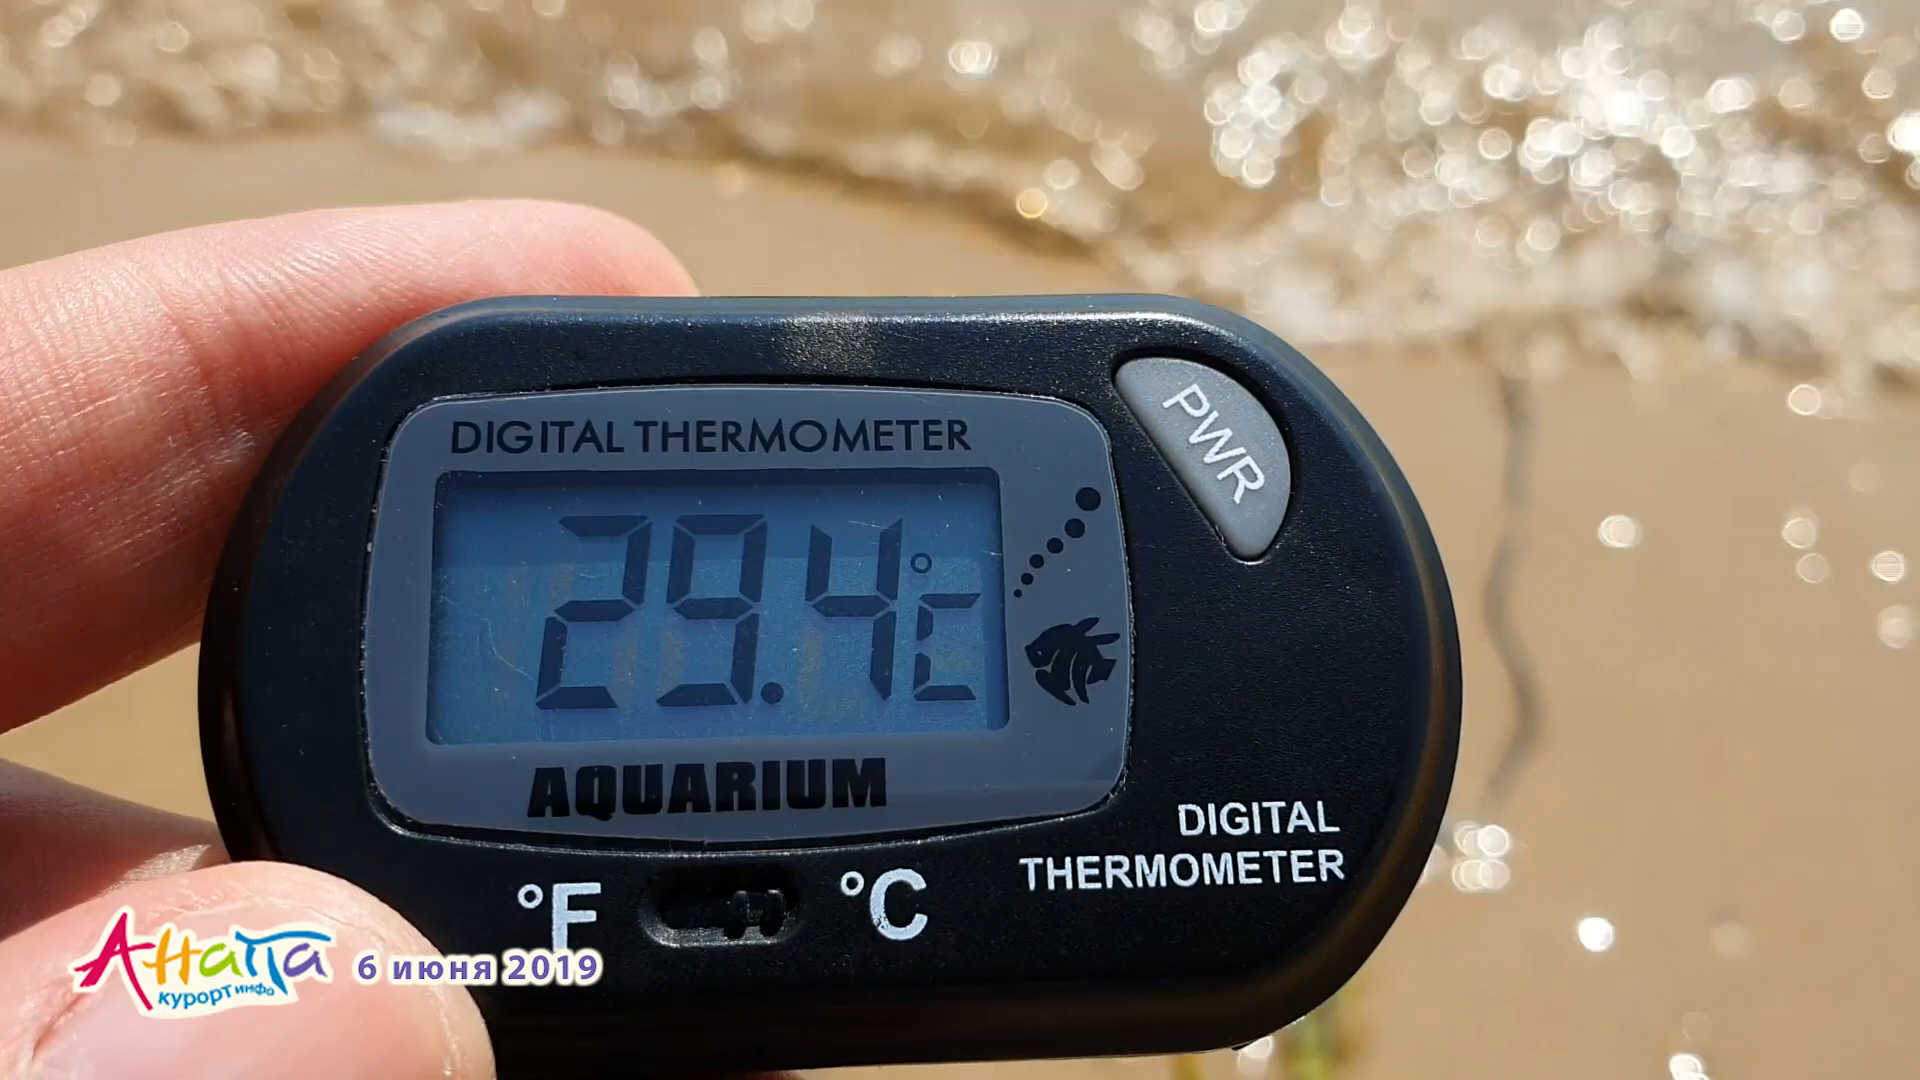 PWR
DIGITAL THERMOMETER
29.4°C
AQUARIUM
DIGITAL
THERMOMETER
°F °C
Анапа
курорт инфо
6 июня 2019